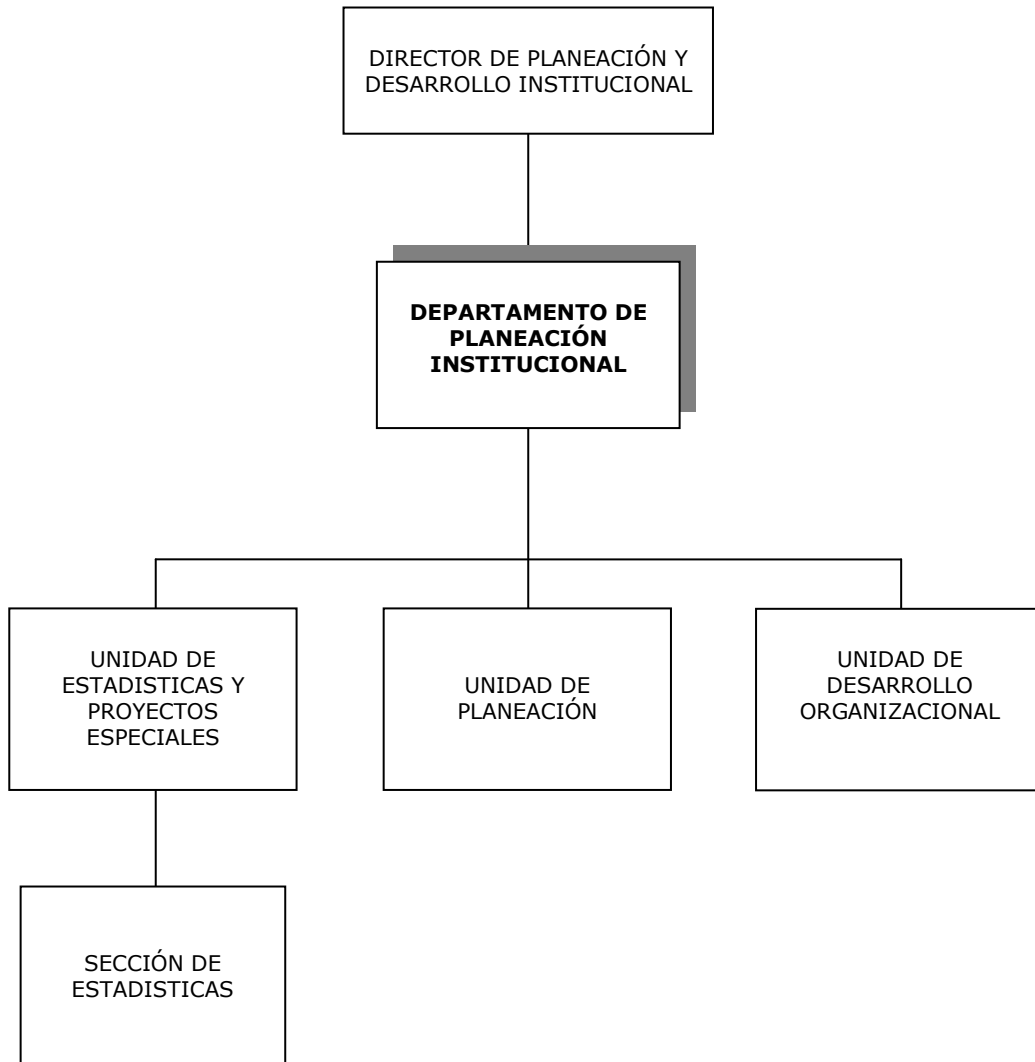 DIRECTOR DE PLANEACIÓN Y
DESARROLLO INSTITUCIONAL
DEPARTAMENTO DE
PLANEACIÓN
INSTITUCIONAL
UNIDAD DE
ESTADISTICAS Y
PROYECTOS
ESPECIALES
UNIDAD DE
PLANEACIÓN
UNIDAD DE
DESARROLLO
ORGANIZACIONAL
SECCIÓN DE
ESTADISTICAS